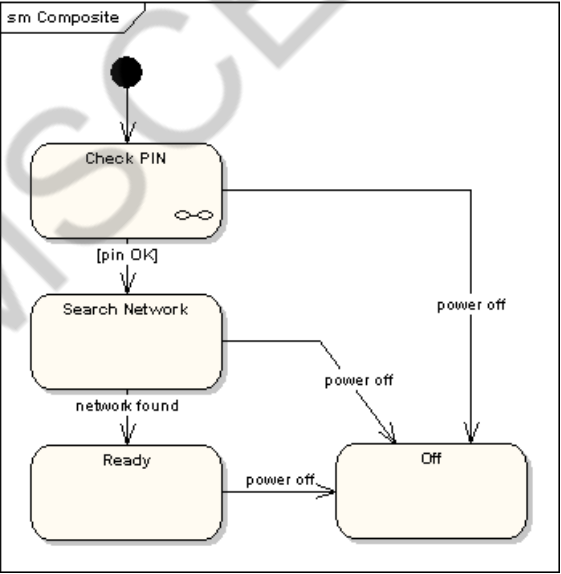 sm Composite
Check PIN
[pin OK]
Search Network
power off
power off
network found
Ready
power off
Off